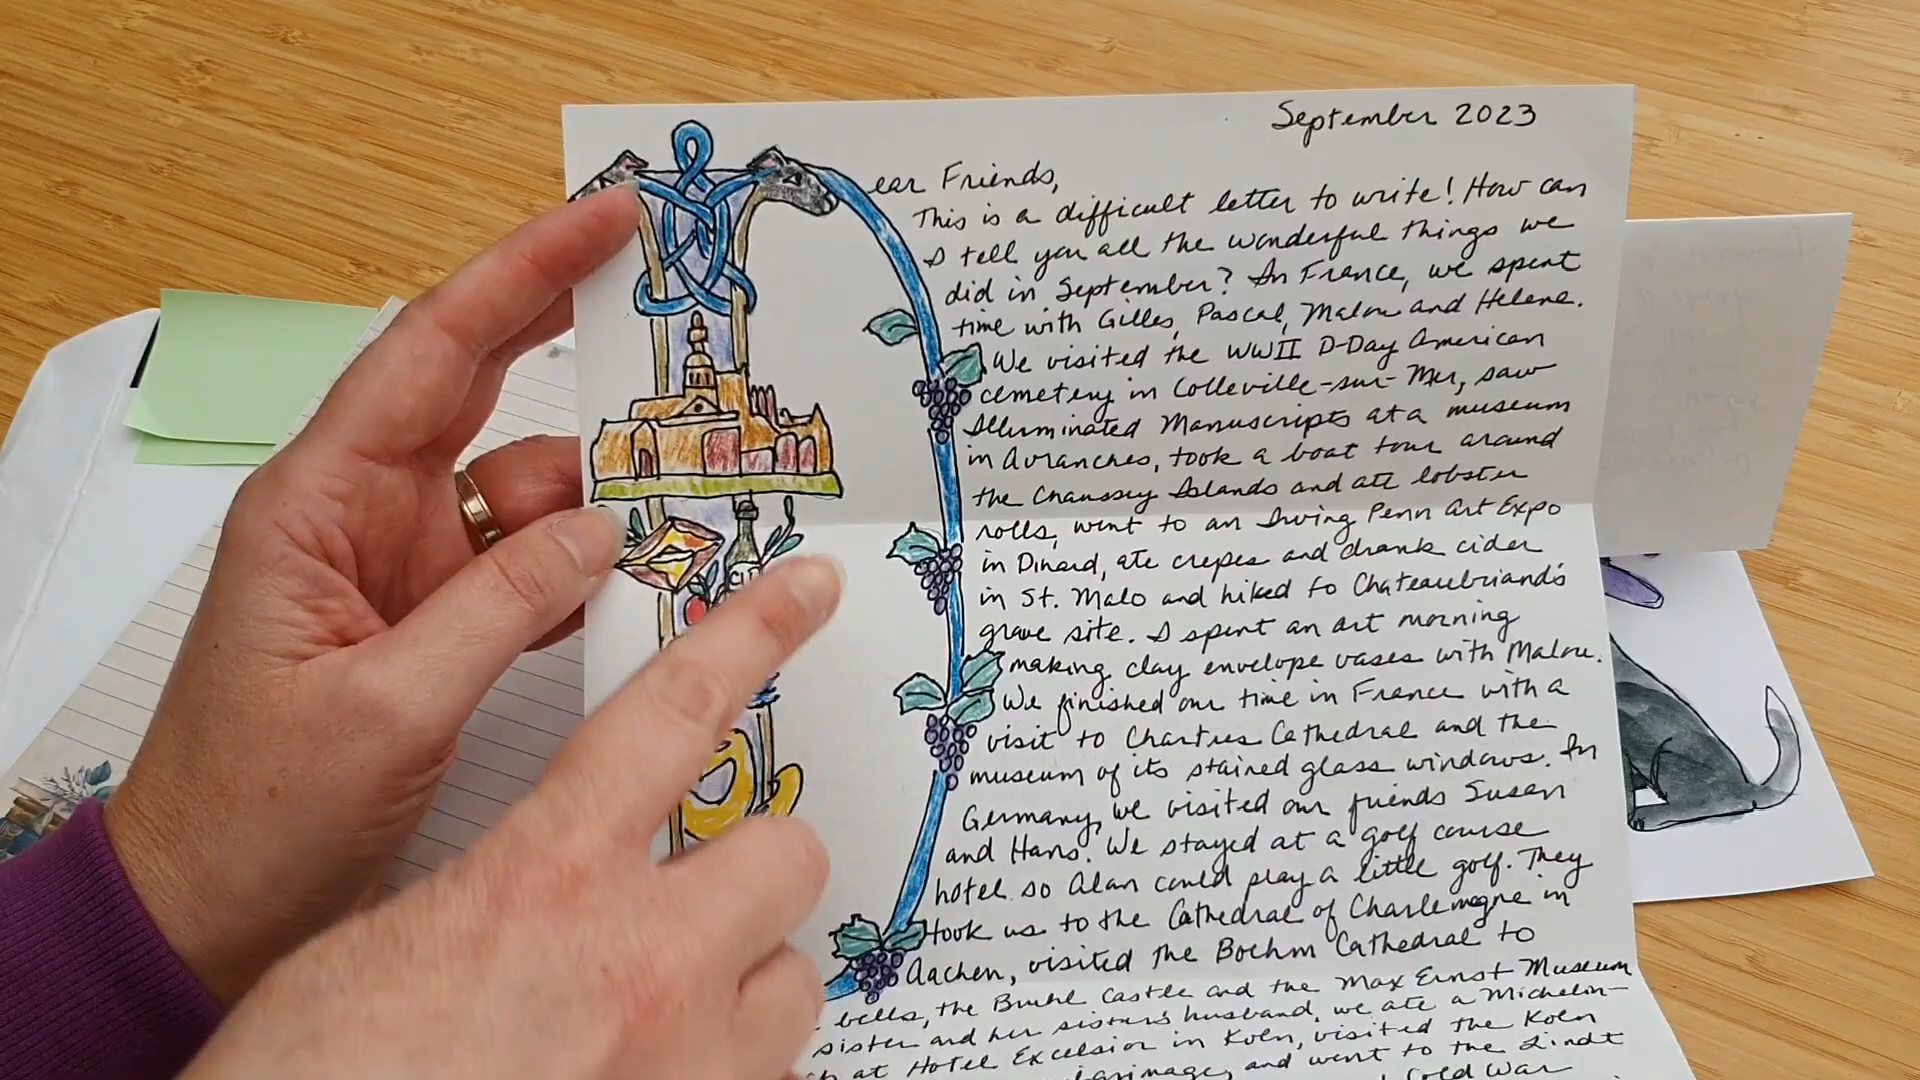 September 2023
ear Friends,
This is a difficult letter to write! How can
I tell you all the wonderful things we
did in September? In France, we spent
time with Gilles, Pascal, Malou and Helene.
We visited the WWII D-Day American
cemetery in Colleville-sur-Mer, saw
Illuminated Manuscripts at a museum
in Avranches, took a boat tour around
the Chaussey Islands and ate lobster
rolls, went to an Irving Penn Art Expo
in Dinard, ate crepes and drank cider
in St. Malo and hiked to Chateaubriand's
grave site. I spent an art morning
making clay envelope vases with Malou.
We finished our time in France with a
visit to Chartres Cathedral and the
museum of its stained glass windows. In
Germany, we visited our friends Susan
and Hans. We stayed at a golf course
hotel so Alan could play a little golf. They
took us to the Cathedral of Charlemagne in
Aachen, visited the Bochm Cathedral to
bells, the Bruhl Castle and the Max Ernst Museum
sister and her sister's husband, we ate a Michelin-
at Hotel Excelsior in Koln, visited the Koln
and went to the Lindt
Cold War